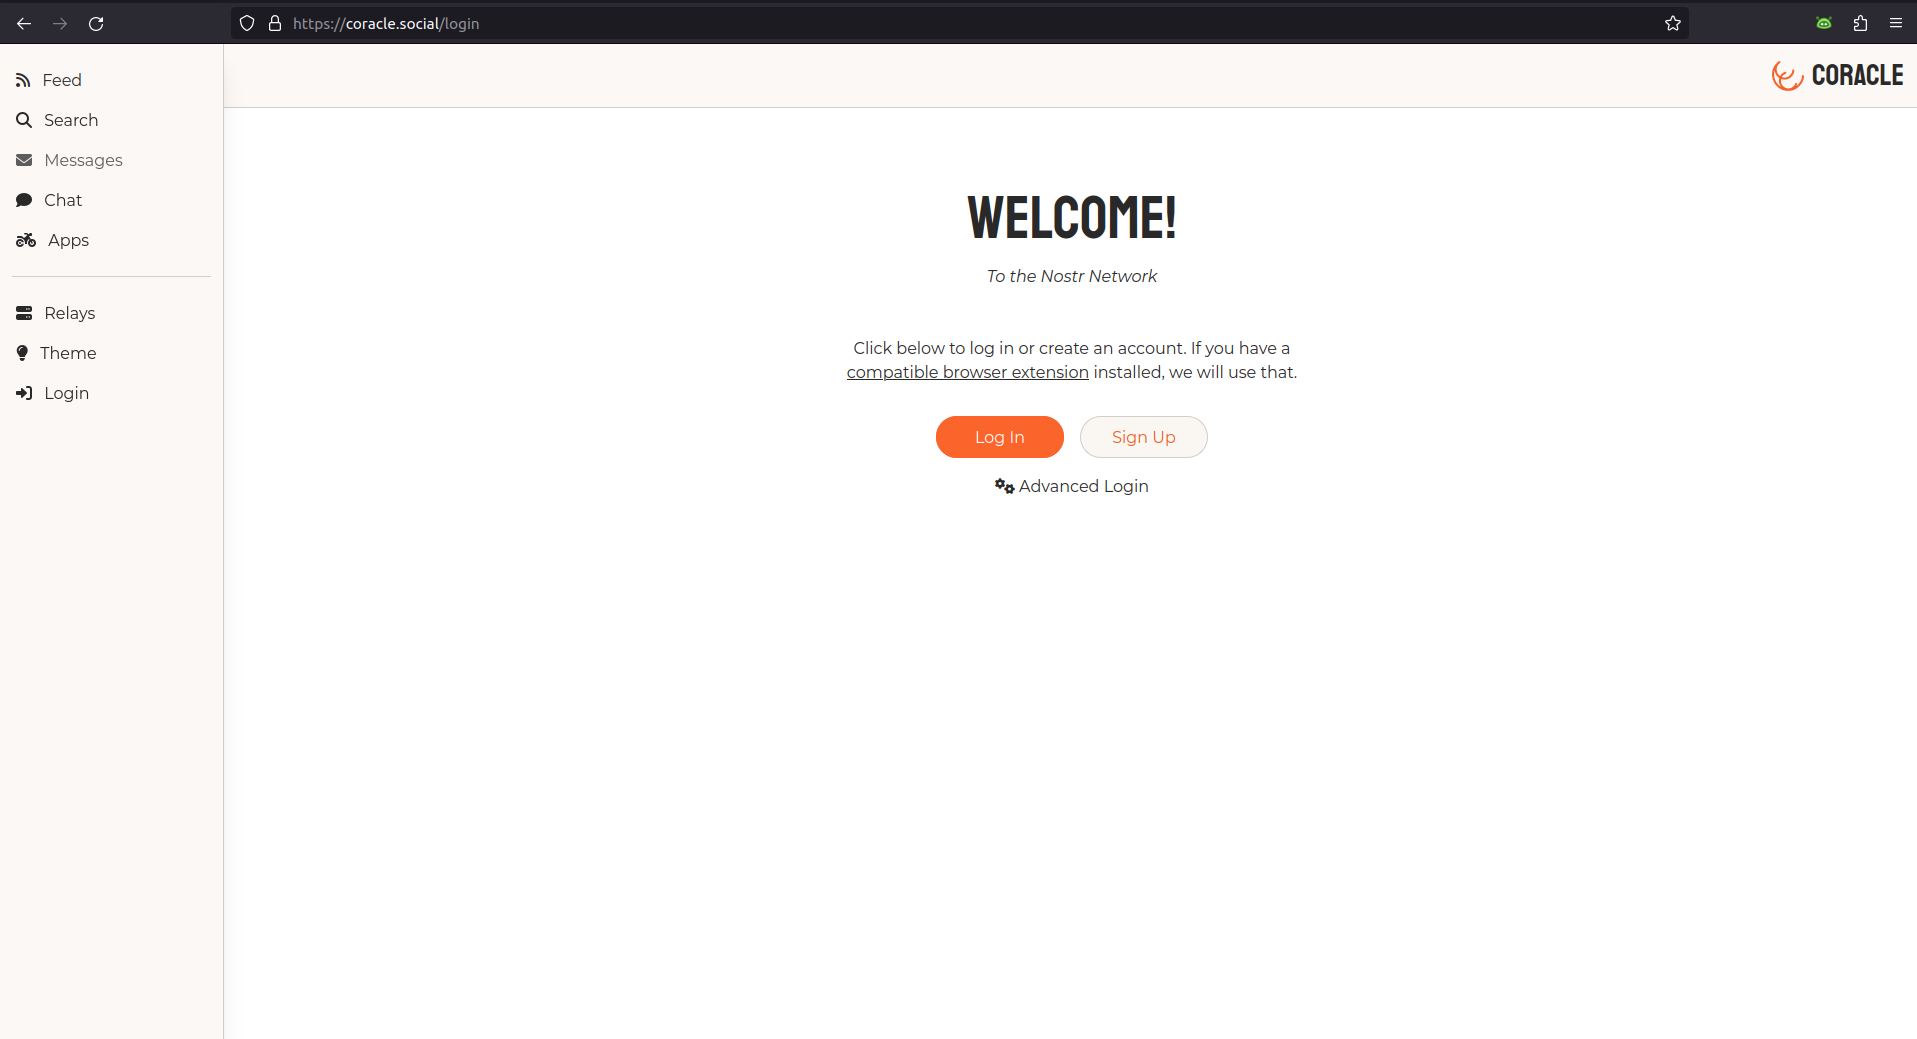 https://coracle.social/login
CORACLE
Feed
Search
Messages
Chat
Apps
Relays
Theme
Login
WELCOME!
To the Nostr Network
Click below to log in or create an account. If you have a
compatible browser extension installed, we will use that.
Log In
Sign Up
Advanced Login